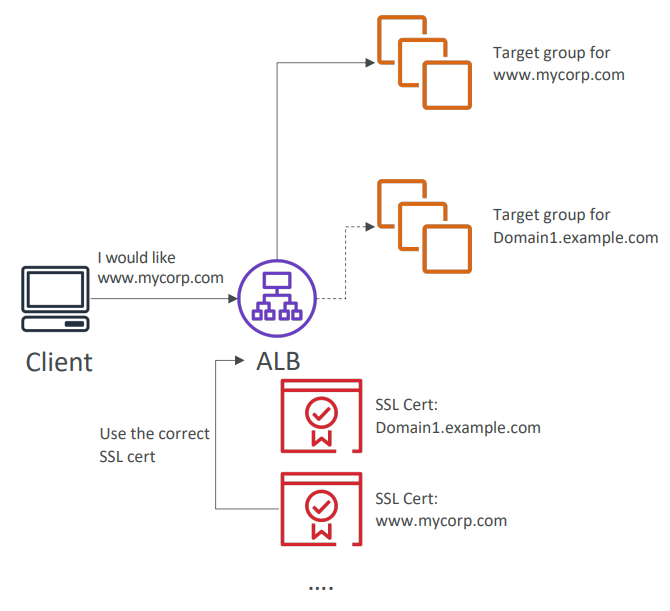 Target group for
www.mycorp.com
Target group for
Domain1.example.com
I would like
www.mycorp.com
Client
ALB
SSL Cert:
Domain1.example.com
Use the correct
SSL cert
SSL Cert:
www.mycorp.com
....